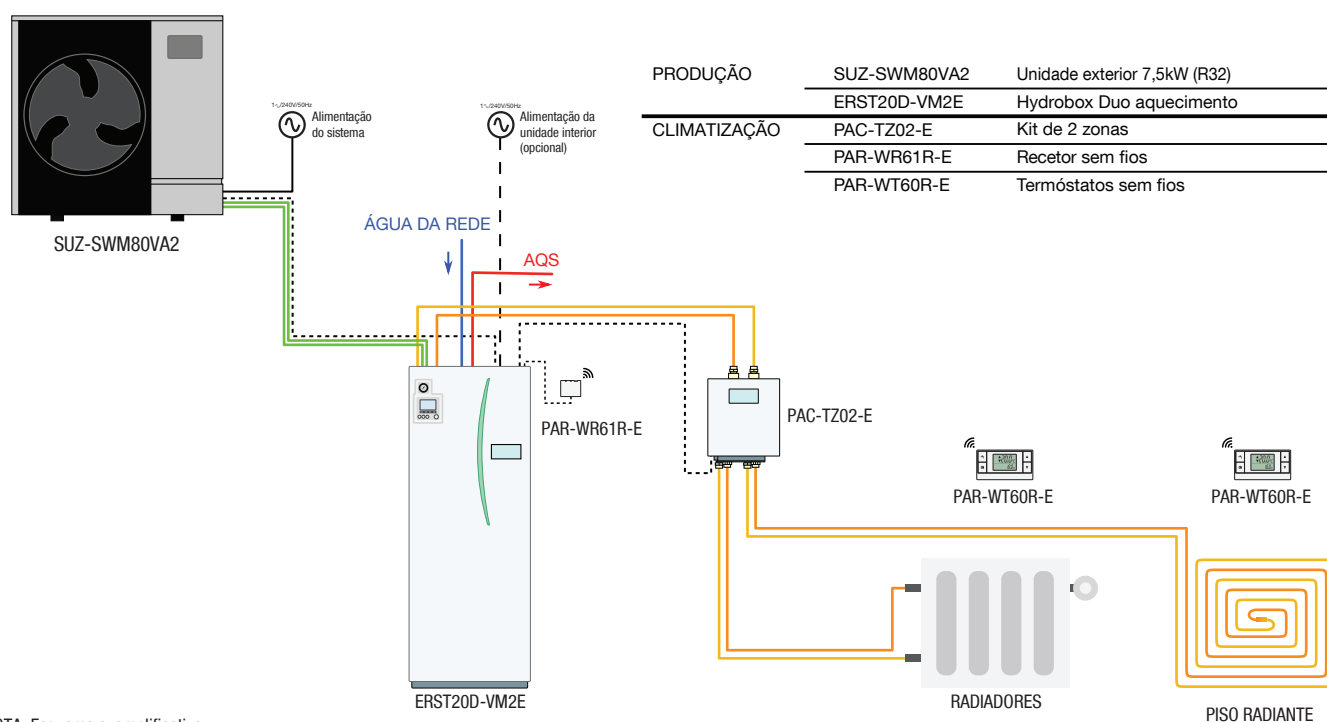 PRODUÇÃO SUZ-SWM80VA2 Unidade exterior 7,5kW (R32)
ERST20D-VM2E Hydrobox Duo aquecimento
CLIMATIZAÇÃO PAC-TZ02-E Kit de 2 zonas
PAR-WR61R-E Recetor sem fios
PAR-WT60R-E Termóstatos sem fios
1~/240V/50Hz
Alimentação
do sistema
1~/240V/50Hz
Alimentação da
unidade interior
(opcional)
SUZ-SWM80VA2
ÁGUA DA REDE
AQS
PAR-WR61R-E
PAC-TZ02-E
PAR-WT60R-E
PAR-WT60R-E
ERST20D-VM2E
RADIADORES
PISO RADIANTE